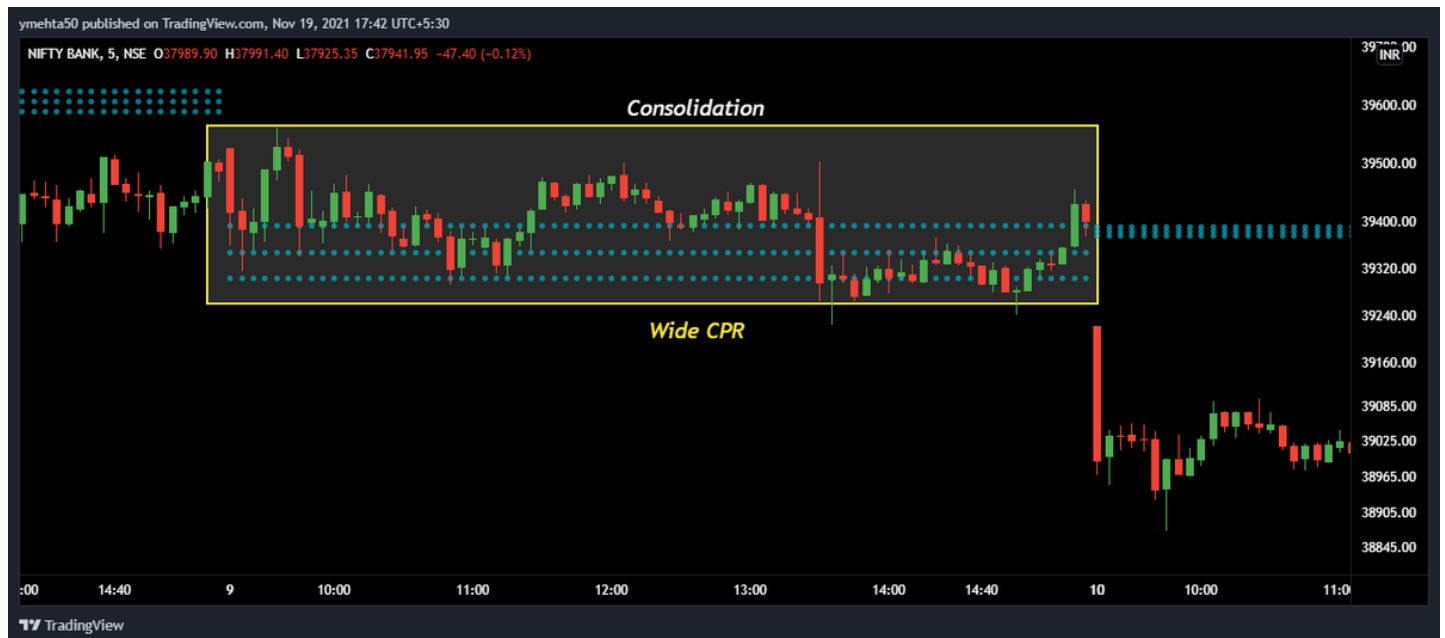 ymehta50 published on TradingView.com, Nov 19, 2021 17:42 UTC+5:30
NIFTY BANK, 5, NSE O37989.90 H37991.40 L37925.35 C37941.95 −47.40 (−0.12%)
INR
39600.00
39500.00
39400.00
39320.00
39240.00
39160.00
39085.00
39025.00
38965.00
38905.00
38845.00
Consolidation
Wide CPR
:00 14:40 9 10:00 11:00 12:00 13:00 14:00 14:40 10 10:00 11:0
TradingView